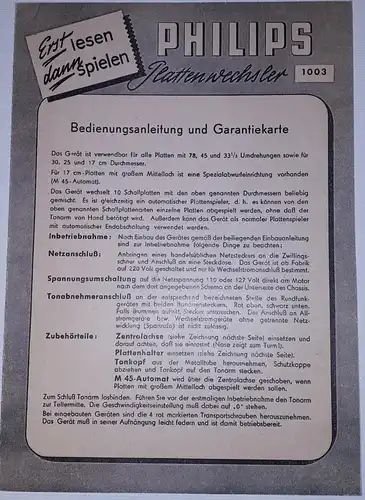 Erst lesen
dann Spielen
PHILIPS
Plattenwechsler
1003
Bedienungsanleitung und Garantiekarte
Das Gerät ist verwendbar für alle Platten mit 78, 45 und 33¹/₃ Umdrehungen sowie für
30, 25 und 17 cm Durchmesser.
Für 17 cm-Platten mit großem Mittelloch ist eine Spezialabwurfeinrichtung vorhanden
(M 45-Automat).
Das Gerät wechselt 10 Schallplatten mit den oben genannten Durchmessern beliebig
gemischt. Es ist gleichzeitig ein automatischer Plattenspieler, d. h. es können von den
oben genannten Schallplattenarten einzelne Platten abgespielt werden, ohne daß der
Tonarm von Hand betätigt wird. Außerdem kann das Gerät als normaler Plattenspieler
mit automatischer Endabschaltung verwendet werden.
Inbetriebnahme: Nach Einbau des Gerätes gemäß der beiliegenden Einbauanleitung
sind zur Inbetriebnahme folgende Dinge zu beachten:
Netzanschluß: Anbringen eines handelsüblichen Netzsteckers an die Zwillings-
schnur und Anschluß an eine Steckdose. Das Gerät ist ab Fabrik
auf 220 Volt geschaltet und nur für Wechselstromanschluß bestimmt.
Spannungsumschaltung auf die Netzspannung 110 oder 127 Volt direkt am Motor
nach dem dort angegebenen Schema an der Unterseite des Chassis.
Tonabnehmeranschluß an der entsprechend bezeichneten Stelle des Rundfunk-
gerätes mit beiden Bananensteckern. Rot oben, schwarz unten.
Falls Brummen auftritt, Stecker umtauschen. Der Anschluß an All-
stromgeräte bzw. Wechselstromgeräte ohne getrennte Netz-
wicklung (Spartrafo) ist nicht zulässig.
Zubehörteile: Zentralachse (siehe Zeichnung nächste Seite) einsetzen und
darauf achten, daß sie einrastet (Nase zeigt zum Turm).
Plattenhalter einsetzen (siehe Zeichnung nächste Seite).
Tonkopf aus der Metalltube herausnehmen, Schutzkappe
abziehen und Tonkopf auf den Tonarm stecken.
M 45-Automat wird über die Zentralachse geschoben, wenn
Platten mit großem Mittelloch abgespielt werden sollen.
Zum Schluß Tonarm losbinden. Führen Sie vor der erstmaligen Inbetriebnahme den Tonarm
zur Tellermitte. Die Geschwindigkeitseinstellung muß dabei auf „0" stehen.
Bei eingebauten Geräten sind die 4 rot markierten Transportschrauben herauszunehmen.
Das Gerät muß in seiner Aufhängung leicht federn und ist damit betriebsbereit.